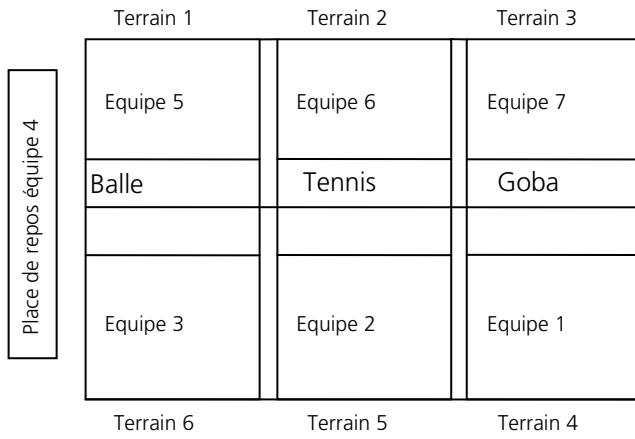 Terrain 1 Terrain 2 Terrain 3
Place de repos équipe 4
Equipe 5 Equipe 6 Equipe 7
Balle Tennis Goba
Equipe 3 Equipe 2 Equipe 1
Terrain 6 Terrain 5 Terrain 4